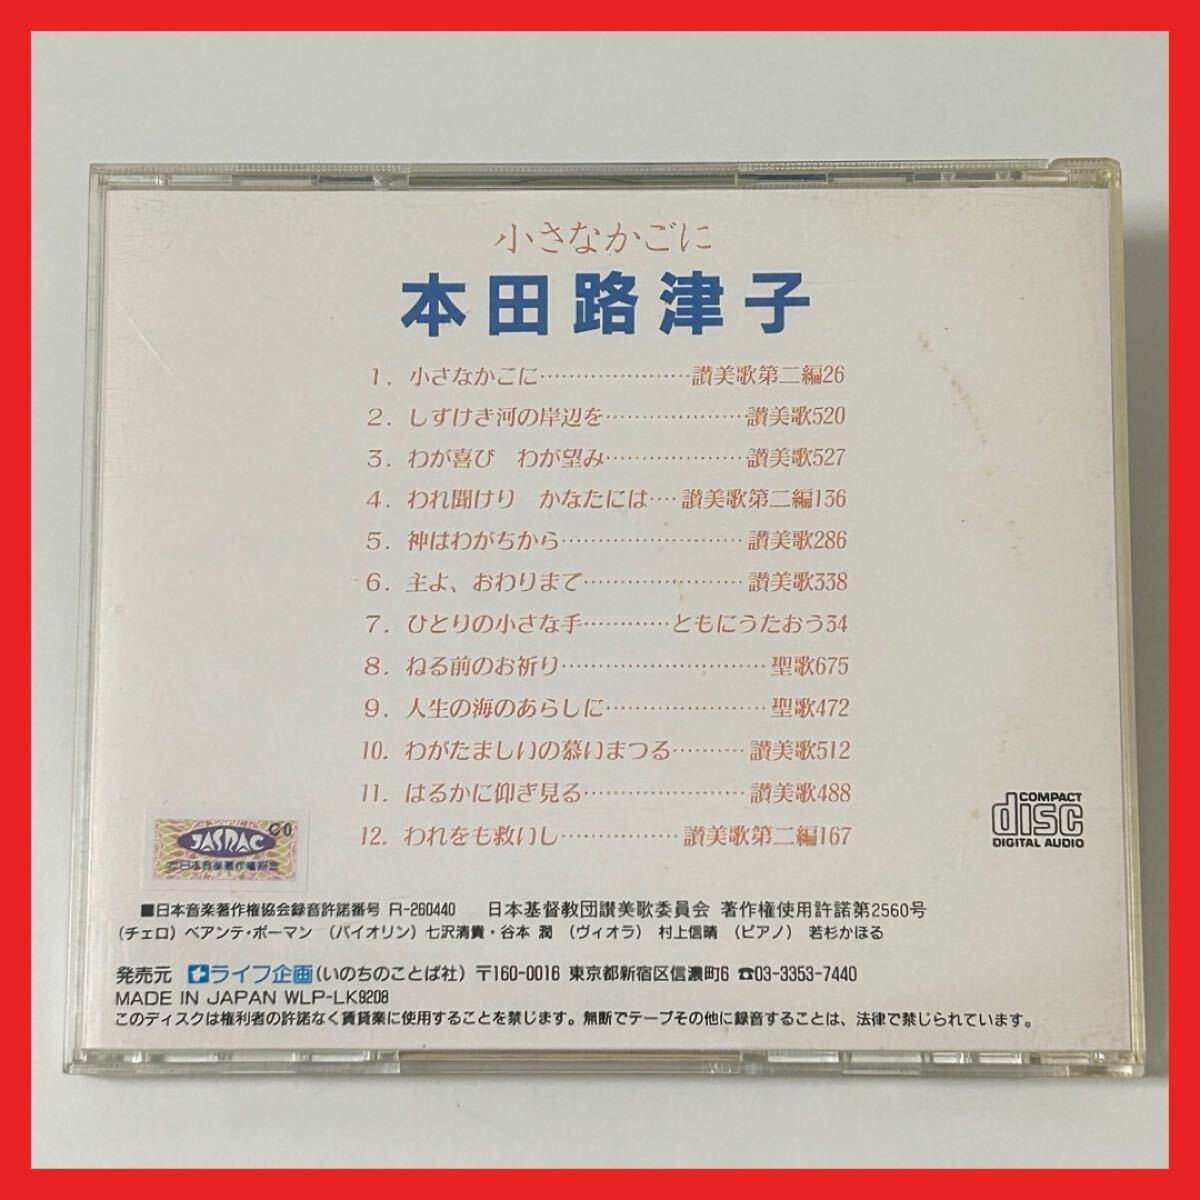 小さなかごに
本田路津子
1. 小さなかごに…………………讃美歌第二編26
2. しずけき河の岸辺を………………讃美歌520
3. わが喜び　わが望み………………讃美歌527
4. われ聞けり　かなたには‥‥讃美歌第二編136
5. 神はわがちから……………………讃美歌286
6. 主よ、おわりまで…………………讃美歌338
7. ひとりの小さな手…………ともにうたおう34
8. ねる前のお祈り………………………聖歌675
9. 人生の海のあらしに…………………聖歌472
10. わがたましいの慕いまつる………讃美歌512
11. はるかに仰ぎ見る…………………讃美歌488
12. われをも救いし……………讃美歌第二編167
COMPACT
disc
DIGITAL AUDIO
JASRAC
■日本音楽著作権協会録音許諾番号 R-260440　日本基督教団讃美歌委員会 著作権使用許諾第2560号
(チェロ) ベアンテ・ボーマン (バイオリン) 七沢清貴・谷本 潤 (ヴィオラ) 村上信晴 (ピアノ) 若杉かほる
発売元 ライフ企画(いのちのことば社) 〒160-0016 東京都新宿区信濃町6 ☎03-3353-7440
MADE IN JAPAN WLP-LK9208
このディスクは権利者の許諾なく賃貸業に使用することを禁じます。無断でテープその他に録音することは、法律で禁じられています。